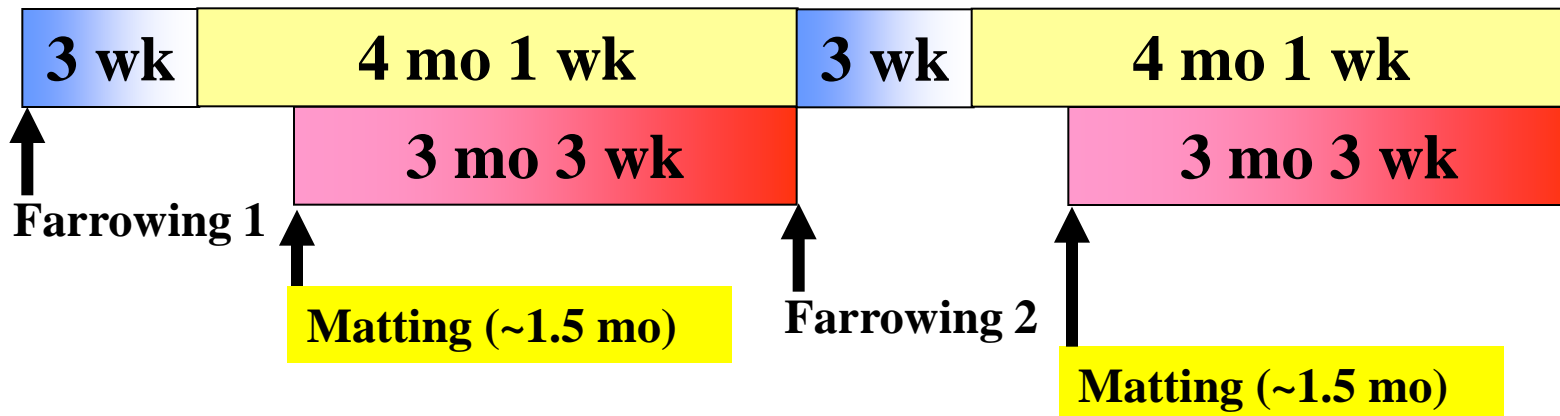 3 wk
4 mo 1 wk
3 wk
4 mo 1 wk
3 mo 3 wk
3 mo 3 wk
Farrowing 1
Matting (~1.5 mo)
Farrowing 2
Matting (~1.5 mo)